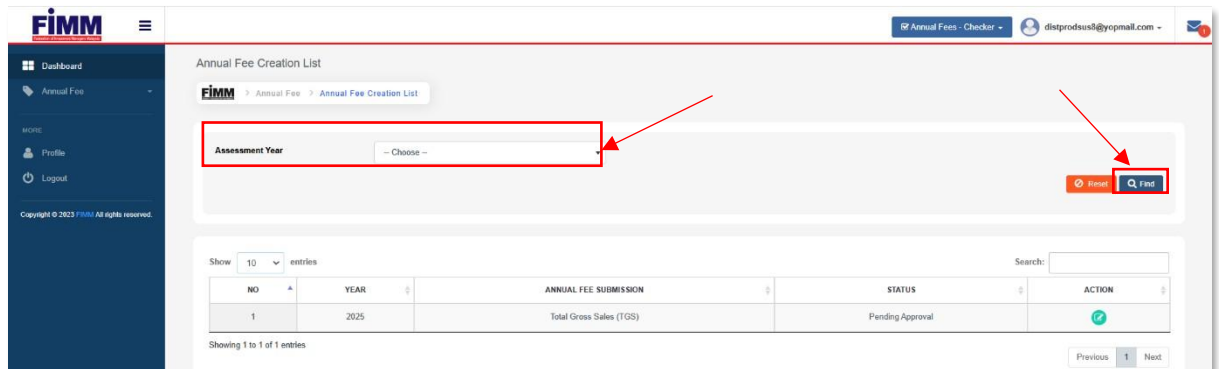 FiMM
Annual Fees - Checker
distprodsus8@yopmail.com
Dashboard
Annual Fee
MORE
Profile
Logout
Copyright © 2023 FIMM All rights reserved.
Annual Fee Creation List
FiMM > Annual Fee > Annual Fee Creation List
Assessment Year
-- Choose --
Reset
Find
Show 10 entries
Search:
NO YEAR ANNUAL FEE SUBMISSION STATUS ACTION
1 2025 Total Gross Sales (TGS) Pending Approval
Showing 1 to 1 of 1 entries
Previous 1 Next